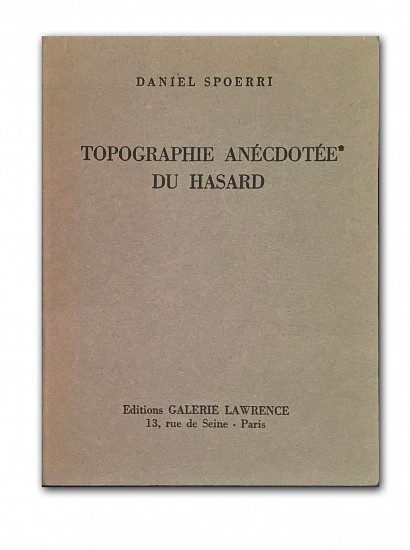 DANIEL SPOERRI
TOPOGRAPHIE ANÉCDOTÉE*
DU HASARD
Editions GALERIE LAWRENCE
13, rue de Seine - Paris